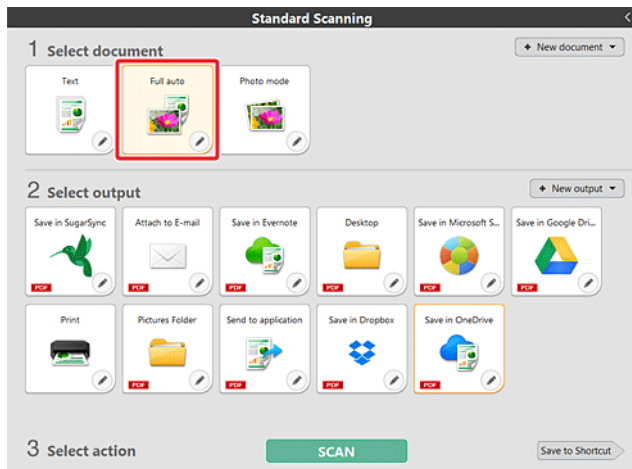 Standard Scanning
1 Select document
+ New document
Text
Full auto
Photo mode
2 Select output
+ New output
Save in SugarSync
Attach to E-mail
Save in Evernote
Desktop
Save in Microsoft S...
Save in Google Dri...
PDF
PDF
PDF
PDF
PDF
PDF
Print
Pictures Folder
Send to application
Save in Dropbox
Save in OneDrive
PDF
PDF
PDF
PDF
3 Select action
SCAN
Save to Shortcut